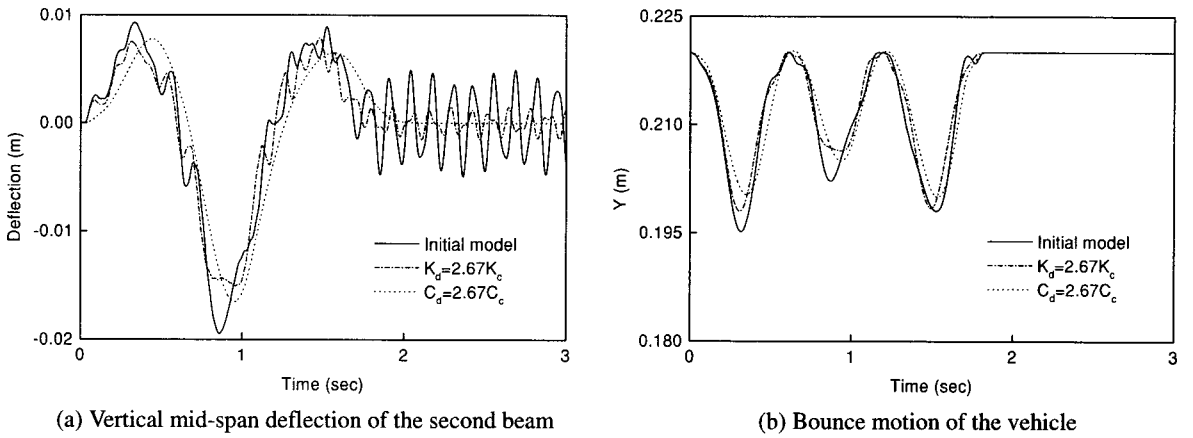 0.01
0.00
-0.01
-0.02
Deflection (m)
0
1
2
3
Time (sec)
Initial model
K_d=2.67K_c
C_d=2.67C_c
(a) Vertical mid-span deflection of the second beam
0.225
0.210
0.195
0.180
Y (m)
0
1
2
3
Time (sec)
Initial model
K_d=2.67K_c
C_d=2.67C_c
(b) Bounce motion of the vehicle